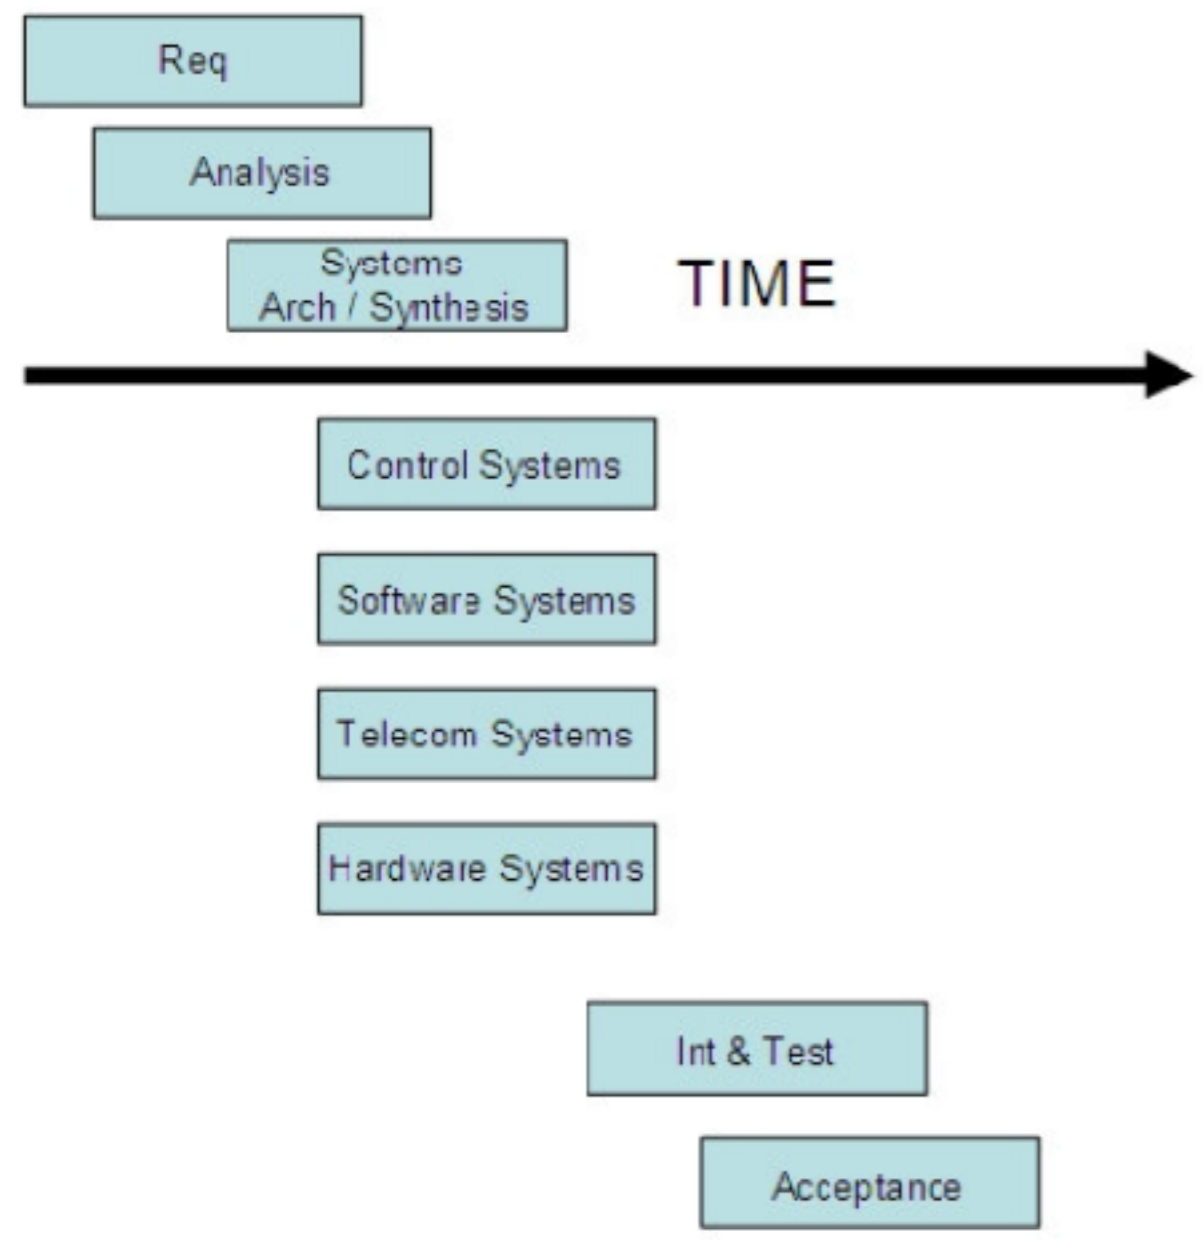 Req
Analysis
Systems
Arch / Synthesis
TIME
Control Systems
Software Systems
Telecom Systems
Hardware Systems
Int & Test
Acceptance